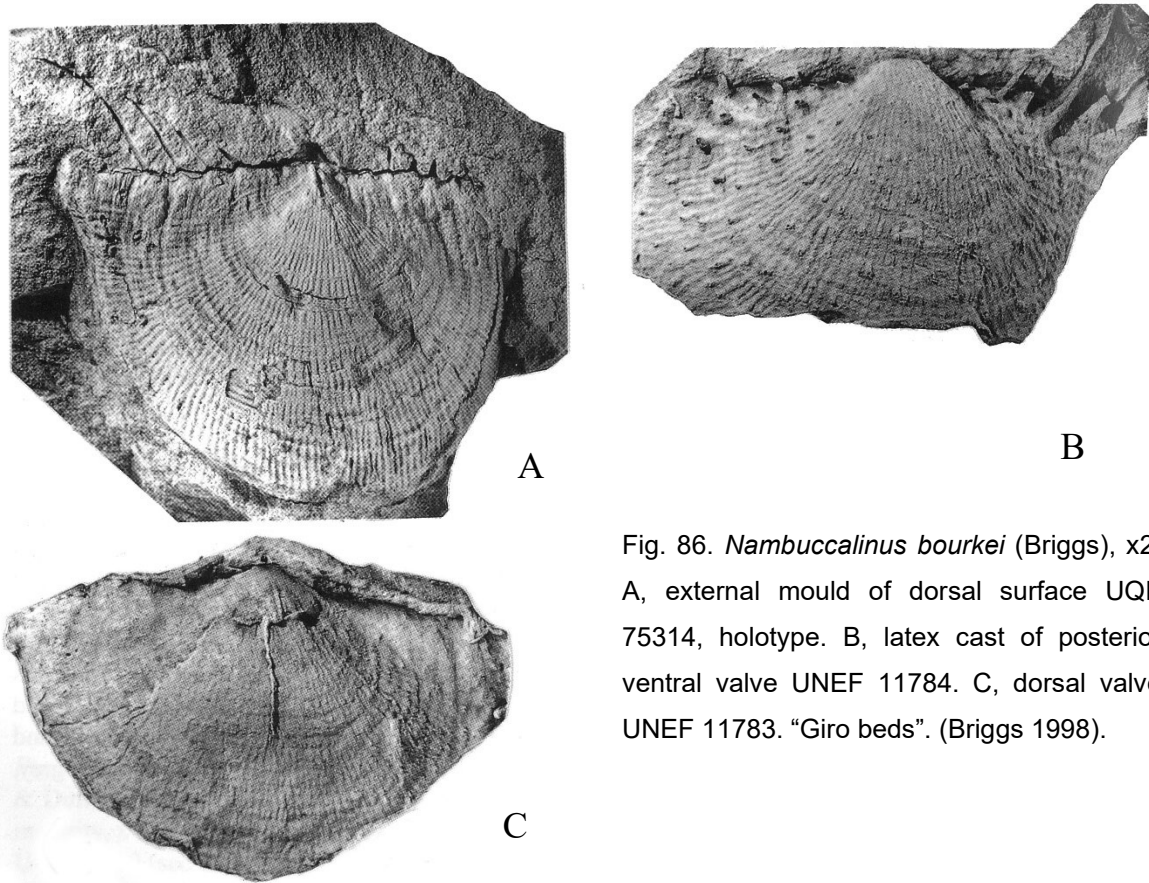 A
B
C
Fig. 86. Nambuccalinus bourkei (Briggs), x2
A, external mould of dorsal surface
75314, holotype. B, latex cast of
ventral valve UNEF 11784. C, dorsal
UNEF 11783. “Giro beds”. (Briggs 1998).